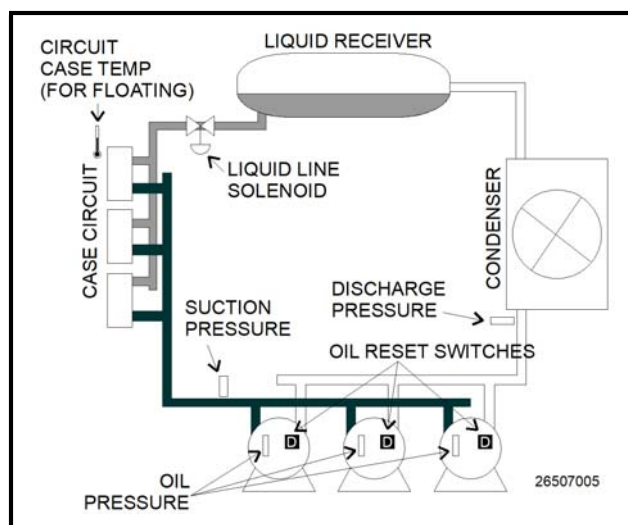 CIRCUIT
CASE TEMP
(FOR FLOATING)
LIQUID RECEIVER
LIQUID LINE
SOLENOID
CASE CIRCUIT
CONDENSER
SUCTION
PRESSURE
DISCHARGE
PRESSURE
OIL RESET SWITCHES
D
D
D
OIL
PRESSURE
26507005